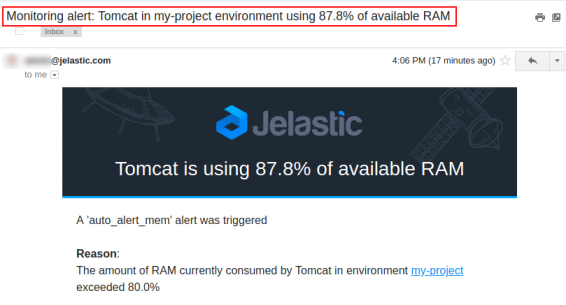 Monitoring alert: Tomcat in my-project environment using 87.8% of available RAM
Inbox x
@jelastic.com
4:06 PM (17 minutes ago)
to me
Jelastic
Tomcat is using 87.8% of available RAM
A 'auto_alert_mem' alert was triggered
Reason:
The amount of RAM currently consumed by Tomcat in environment my-project
exceeded 80.0%